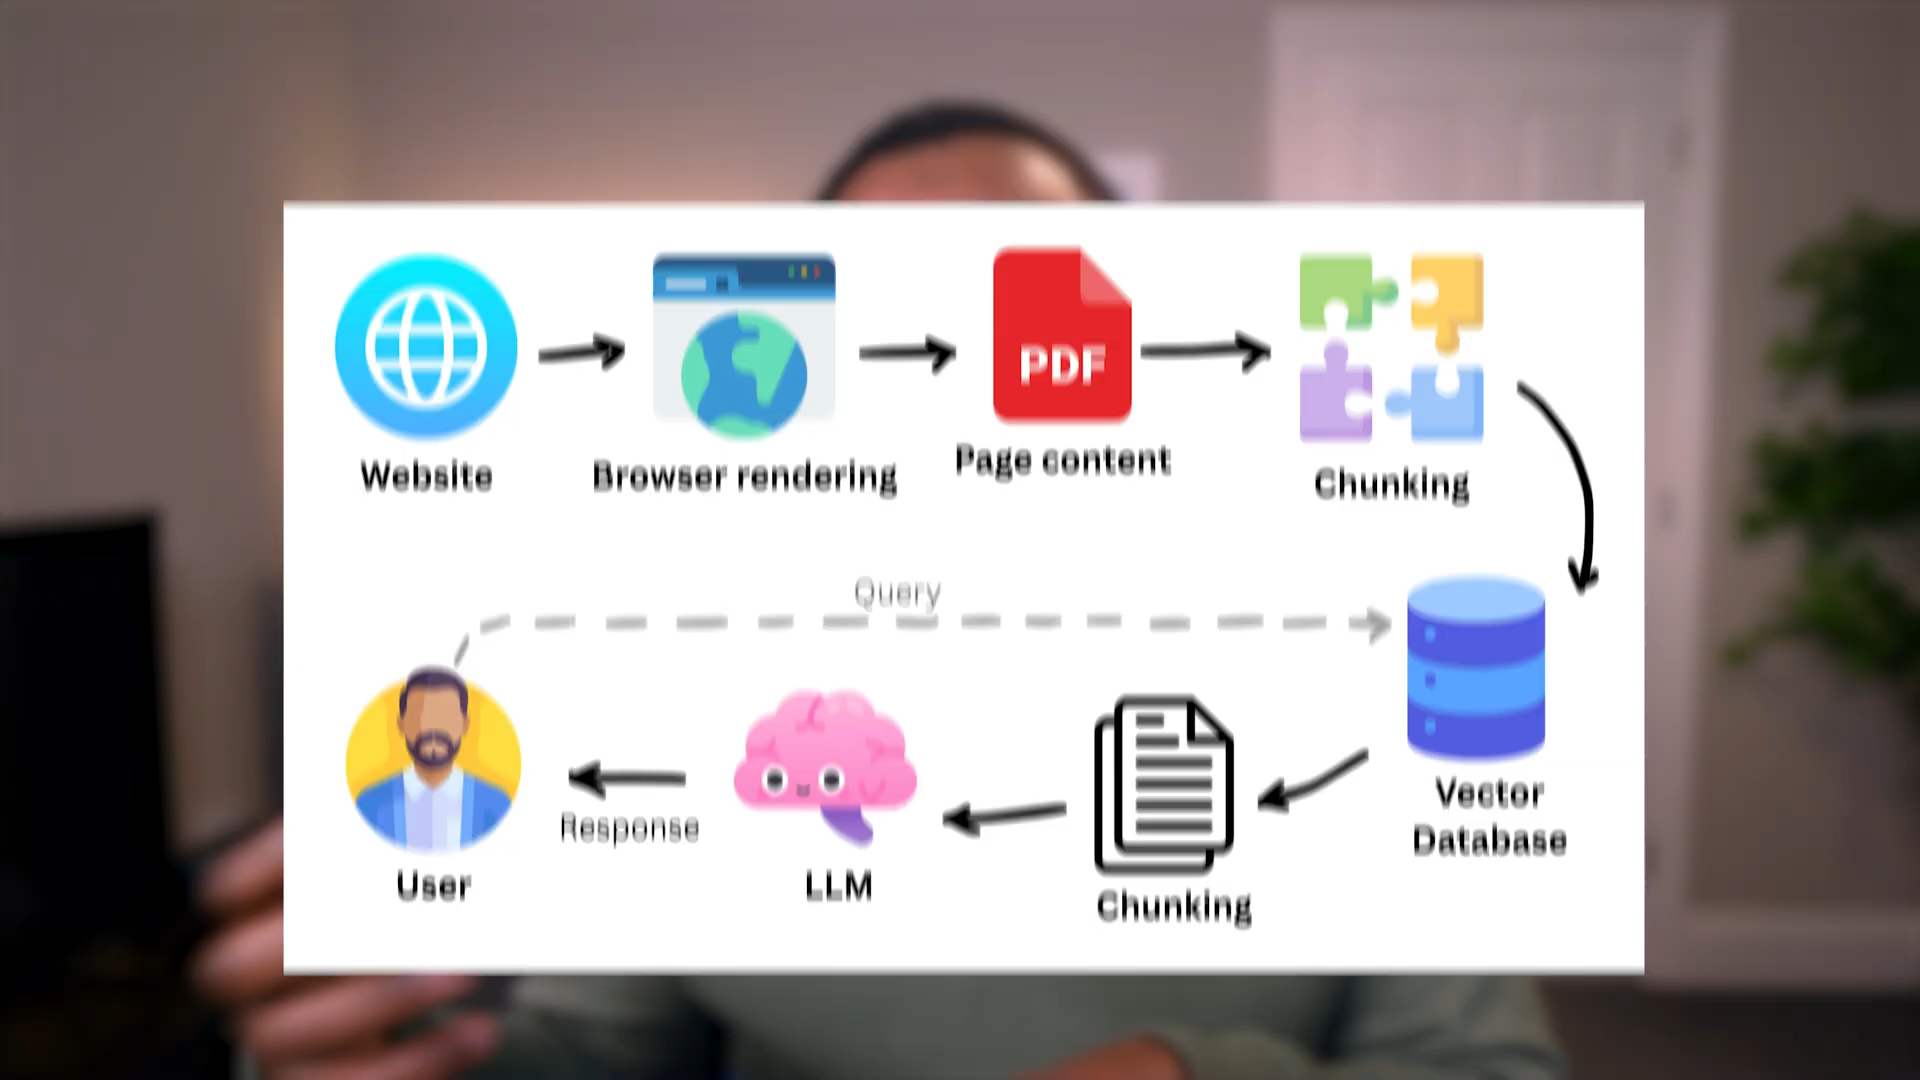 PDF
Website
Browser rendering
Page content
Chunking
Query
Vector
Database
Response
User
LLM
Chunking